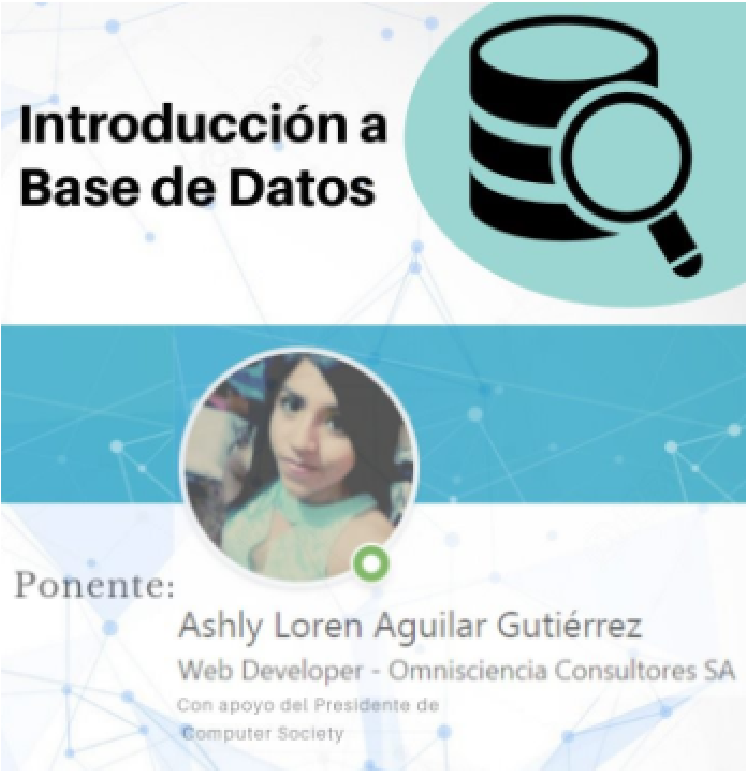 Introducción a
Base de Datos
Ponente:
Ashly Loren Aguilar Gutiérrez
Web Developer - Omnisciencia Consultores SA
Con apoyo del Presidente de
Computer Society